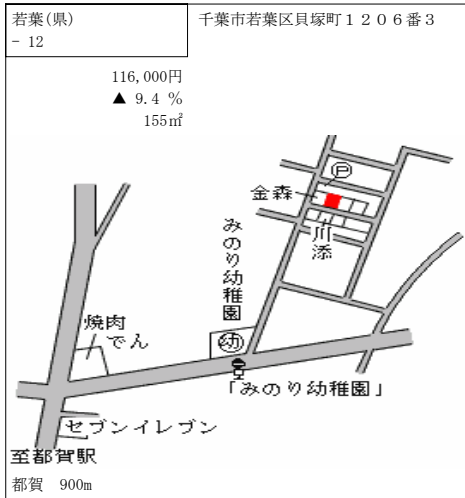 若葉(県)
- 12
千葉市若葉区貝塚町１２０６番３
116,000円
▲ 9.4 %
155㎡
Ⓟ
金森
川添
みのり幼稚園
焼肉
でん
幼
「みのり幼稚園」
セブンイレブン
至都賀駅
都賀 900m